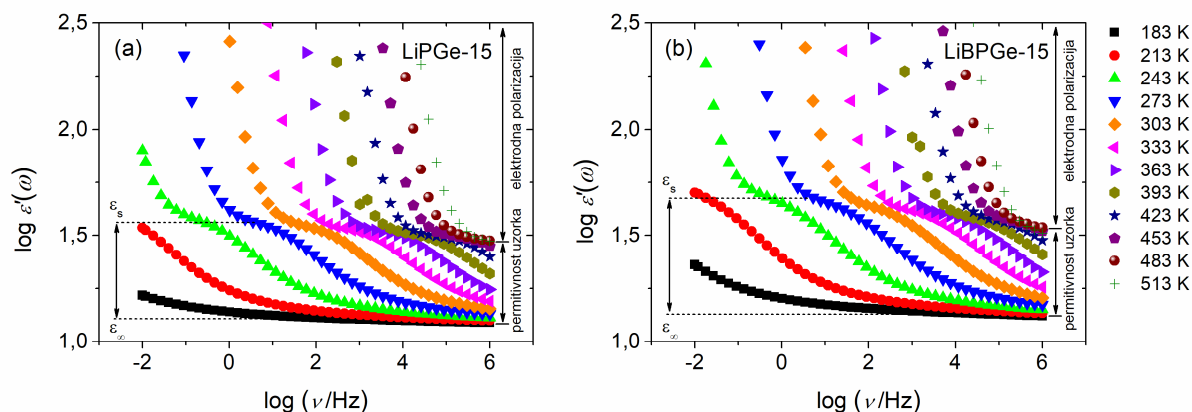 (a)
LiPGe-15
2,5
2,0
1,5
1,0
log ε'(ω)
εs
ε∞
elektrodna polarizacija
permitivnost uzorka
-2 0 2 4 6
log (ν/Hz)
(b)
LiBPGe-15
2,5
2,0
1,5
1,0
log ε'(ω)
εs
ε∞
elektrodna polarizacija
permitivnost uzorka
-2 0 2 4 6
log (ν/Hz)
183 K
213 K
243 K
273 K
303 K
333 K
363 K
393 K
423 K
453 K
483 K
513 K